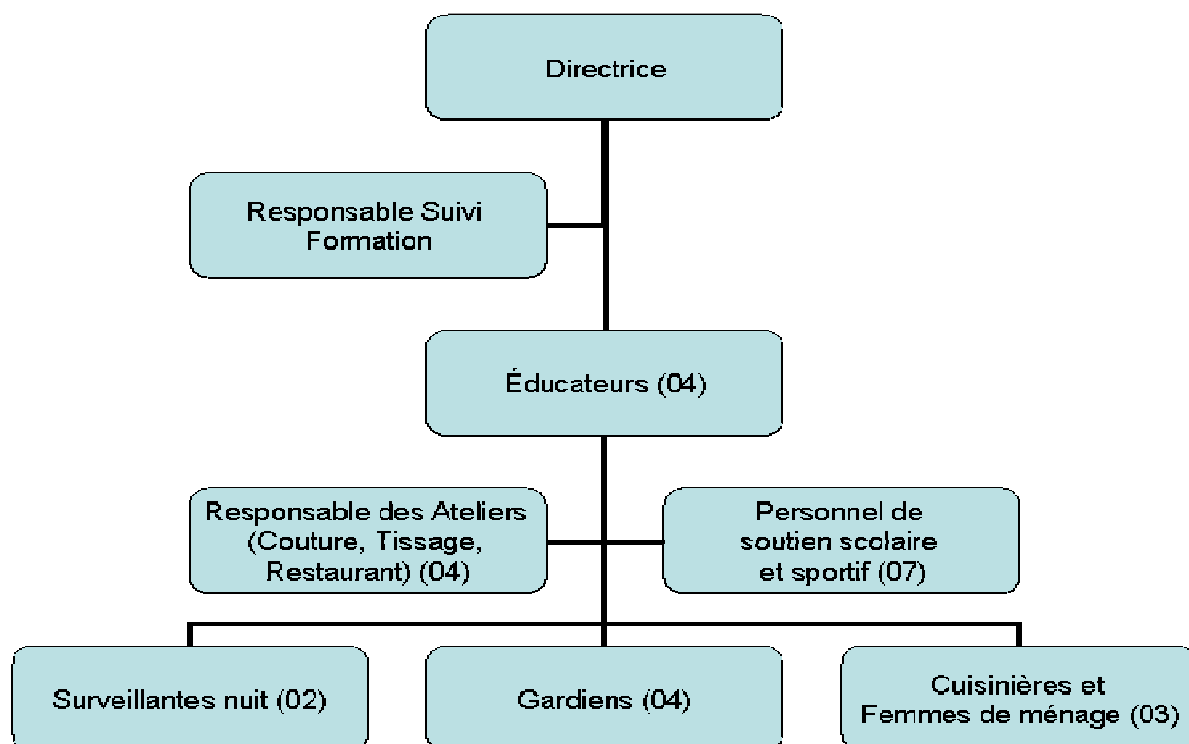 Directrice
Responsable Suivi
Formation
Éducateurs (04)
Responsable des Ateliers
(Couture, Tissage,
Restaurant) (04)
Personnel de
soutien scolaire
et sportif (07)
Surveillantes nuit (02)
Gardiens (04)
Cuisinières et
Femmes de ménage (03)